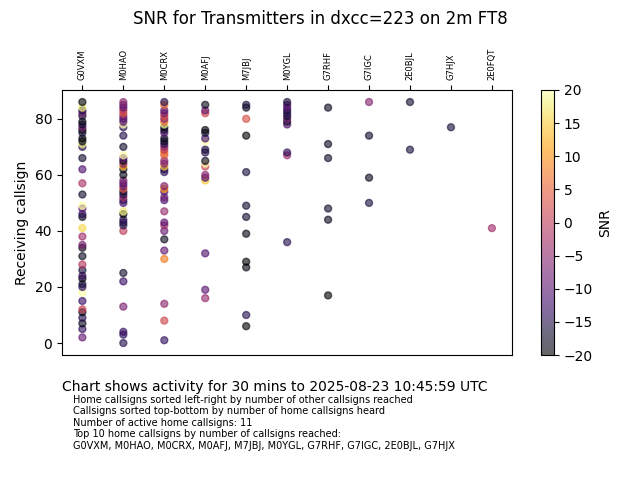 SNR for Transmitters in dxcc=223 on 2m FT8
G0VXM M0HAO M0CRX M0AFJ M7JBJ M0YGL G7RHF G7IGC 2E0BJL G7HJX 2E0FQT
80
60
40
20
0
Receiving callsign
20
15
10
5
0
−5
−10
−15
−20
SNR
Chart shows activity for 30 mins to 2025-08-23 10:45:59 UTC
Home callsigns sorted left-right by number of other callsigns reached
Callsigns sorted top-bottom by number of home callsigns heard
Number of active home callsigns: 11
Top 10 home callsigns by number of callsigns reached:
G0VXM, M0HAO, M0CRX, M0AFJ, M7JBJ, M0YGL, G7RHF, G7IGC, 2E0BJL, G7HJX